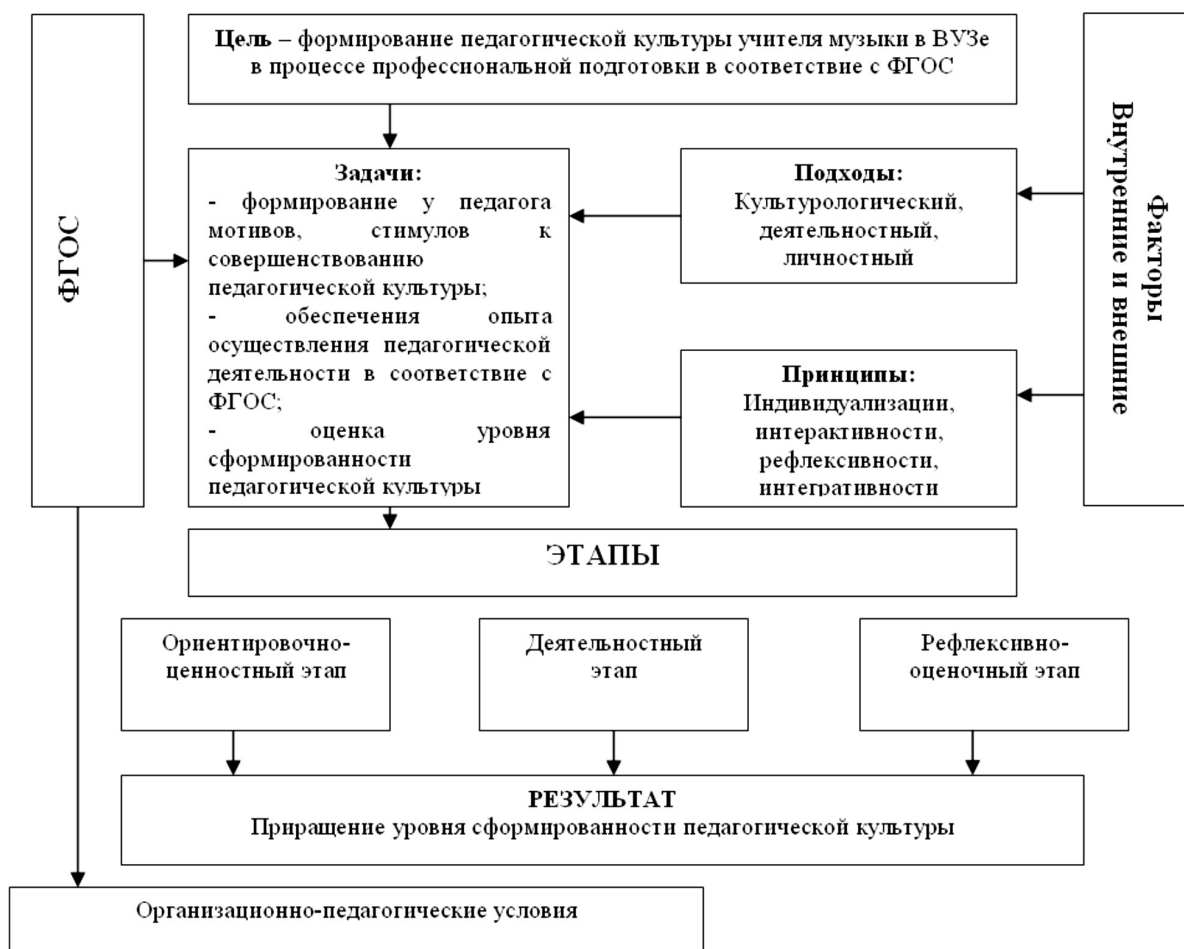 Цель – формирование педагогической культуры учителя музыки в ВУЗе
в процессе профессиональной подготовки в соответствие с ФГОС
ФГОС
Задачи:
- формирование у педагога
мотивов, стимулов к
совершенствованию
педагогической культуры;
- обеспечения опыта
осуществления педагогической
деятельности в соответствие с
ФГОС;
- оценка уровня
сформированности
педагогической культуры
Подходы:
Культурологический,
деятельностный,
личностный
Принципы:
Индивидуализации,
интерактивности,
рефлексивности,
интегративности
Факторы
Внутренние и внешние
ЭТАПЫ
Ориентировочно-
ценностный этап
Деятельностный
этап
Рефлексивно-
оценочный этап
РЕЗУЛЬТАТ
Приращение уровня сформированности педагогической культуры
Организационно-педагогические условия